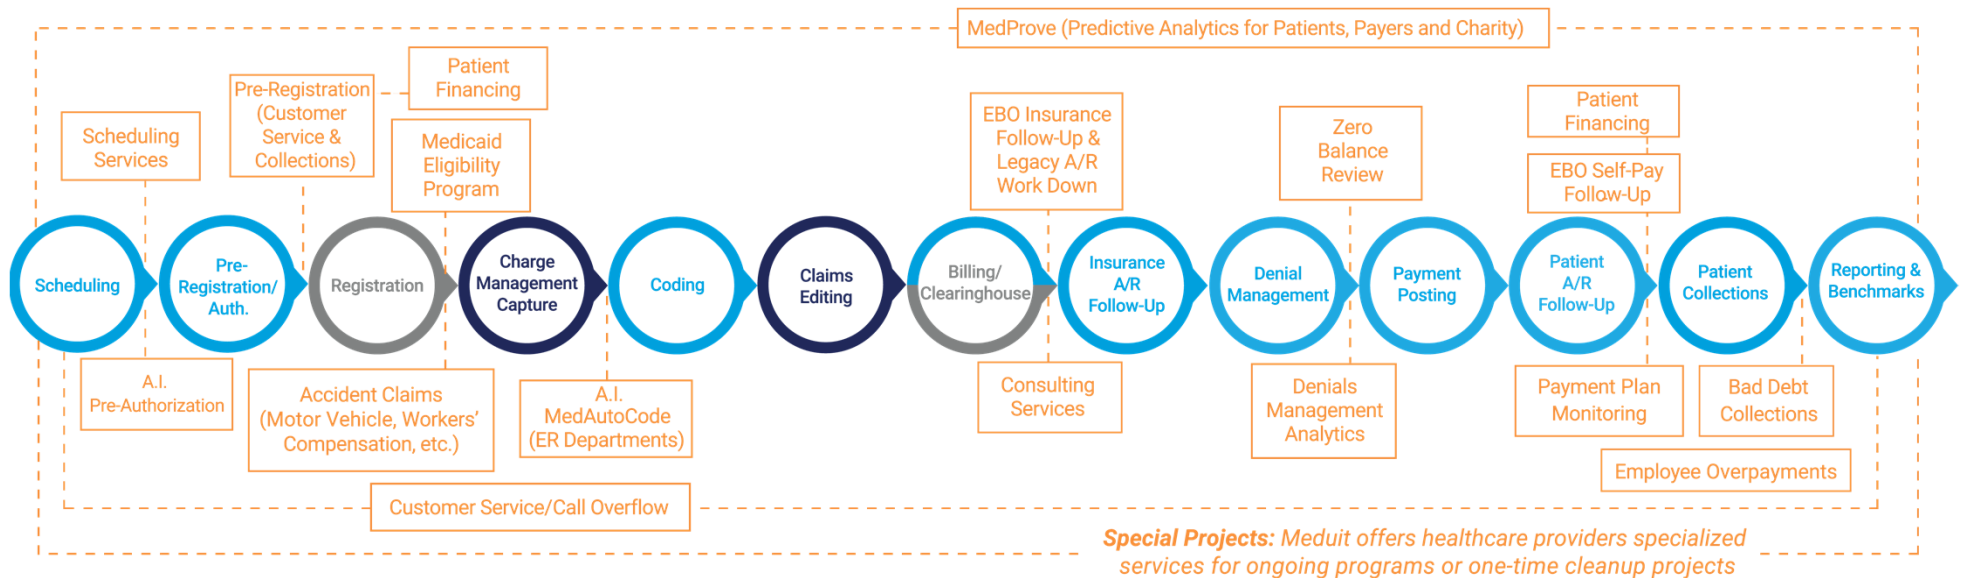 MedProve (Predictive Analytics for Patients, Payers and Charity)
Patient
Financing
Pre-Registration
(Customer
Service &
Collections)
Scheduling
Services
Medicaid
Eligibility
Program
EBO Insurance
Follow-Up &
Legacy A/R
Work Down
Zero
Balance
Review
Patient
Financing
EBO Self-Pay
Follow-Up
Scheduling
Pre-
Registration/
Auth.
Registration
Charge
Management
Capture
Coding
Claims
Editing
Billing/
Clearinghouse
Insurance
A/R
Follow-Up
Denial
Management
Payment
Posting
Patient
A/R
Follow-Up
Patient
Collections
Reporting &
Benchmarks
A.I.
Pre-Authorization
Accident Claims
(Motor Vehicle, Workers’
Compensation, etc.)
A.I.
MedAutoCode
(ER Departments)
Consulting
Services
Denials
Management
Analytics
Payment Plan
Monitoring
Bad Debt
Collections
Employee Overpayments
Customer Service/Call Overflow
Special Projects: Meduit offers healthcare providers specialized
services for ongoing programs or one-time cleanup projects